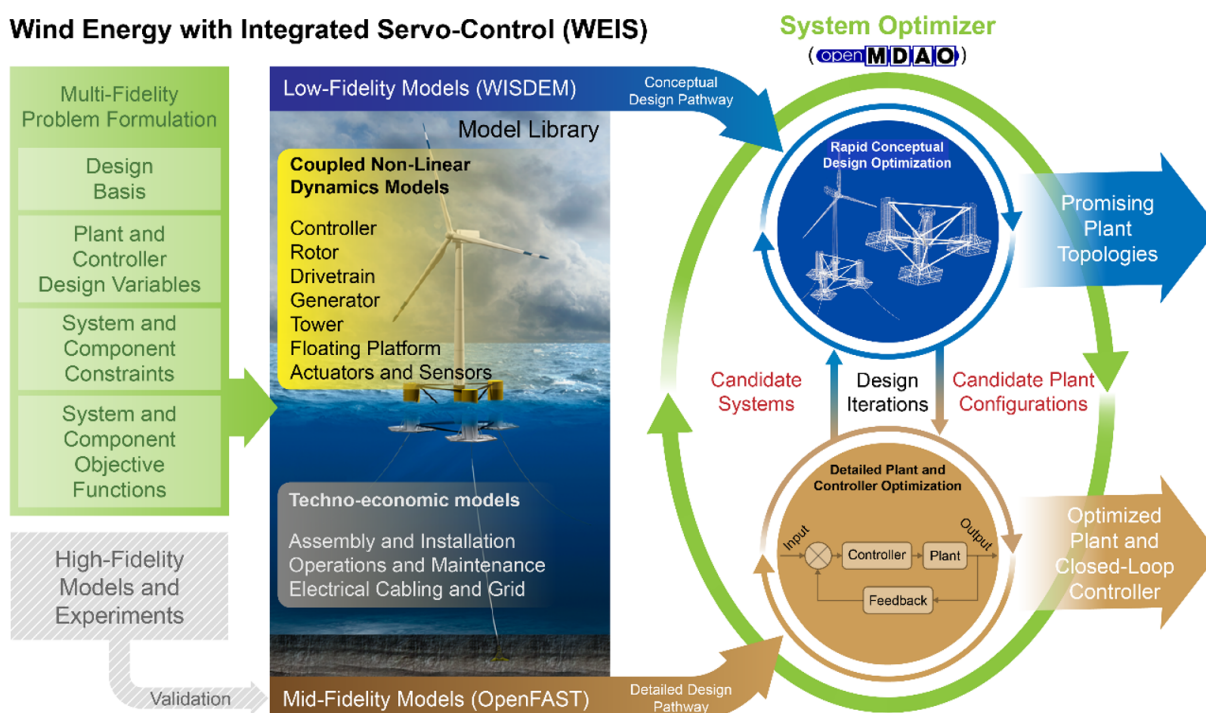 Wind Energy with Integrated Servo-Control (WEIS)
System Optimizer
(openMDAO)
Multi-Fidelity
Problem Formulation
Design
Basis
Plant and
Controller
Design Variables
System and
Component
Constraints
System and
Component
Objective
Functions
High-Fidelity
Models and
Experiments
Validation
Low-Fidelity Models (WISDEM)
Conceptual
Design Pathway
Model Library
Coupled Non-Linear
Dynamics Models
Controller
Rotor
Drivetrain
Generator
Tower
Floating Platform
Actuators and Sensors
Techno-economic models
Assembly and Installation
Operations and Maintenance
Electrical Cabling and Grid
Mid-Fidelity Models (OpenFAST)
Detailed Design
Pathway
Rapid Conceptual
Design Optimization
Candidate
Systems
Design
Iterations
Candidate Plant
Configurations
Detailed Plant and
Controller Optimization
Input
Controller
Plant
Output
Feedback
Promising
Plant
Topologies
Optimized
Plant and
Closed-Loop
Controller